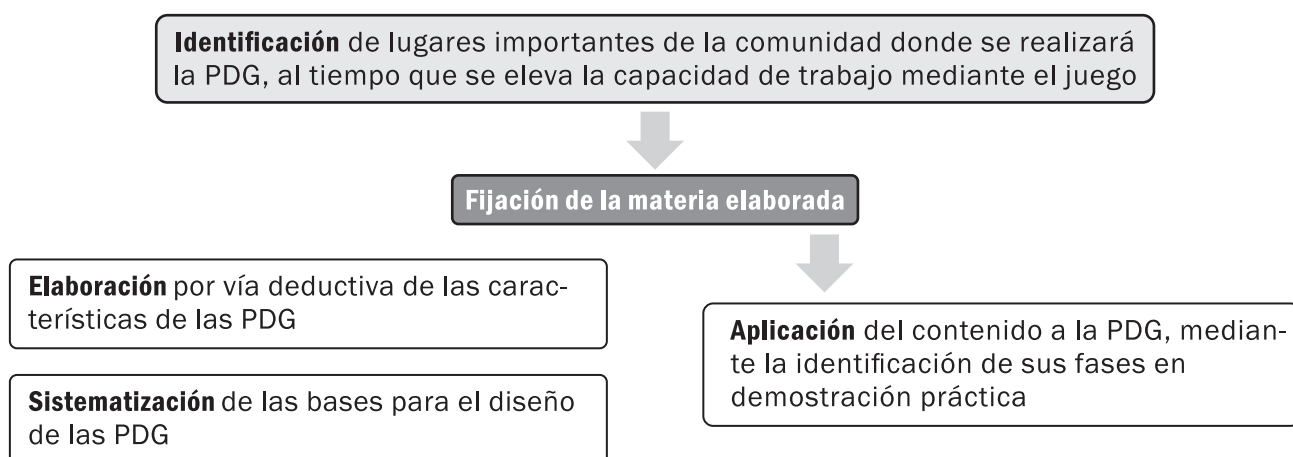 Identificación de lugares importantes de la comunidad donde se realizará
la PDG, al tiempo que se eleva la capacidad de trabajo mediante el juego
Fijación de la materia elaborada
Elaboración por vía deductiva de las carac-
terísticas de las PDG
Sistematización de las bases para el diseño
de las PDG
Aplicación del contenido a la PDG, median-
te la identificación de sus fases en
demostración práctica